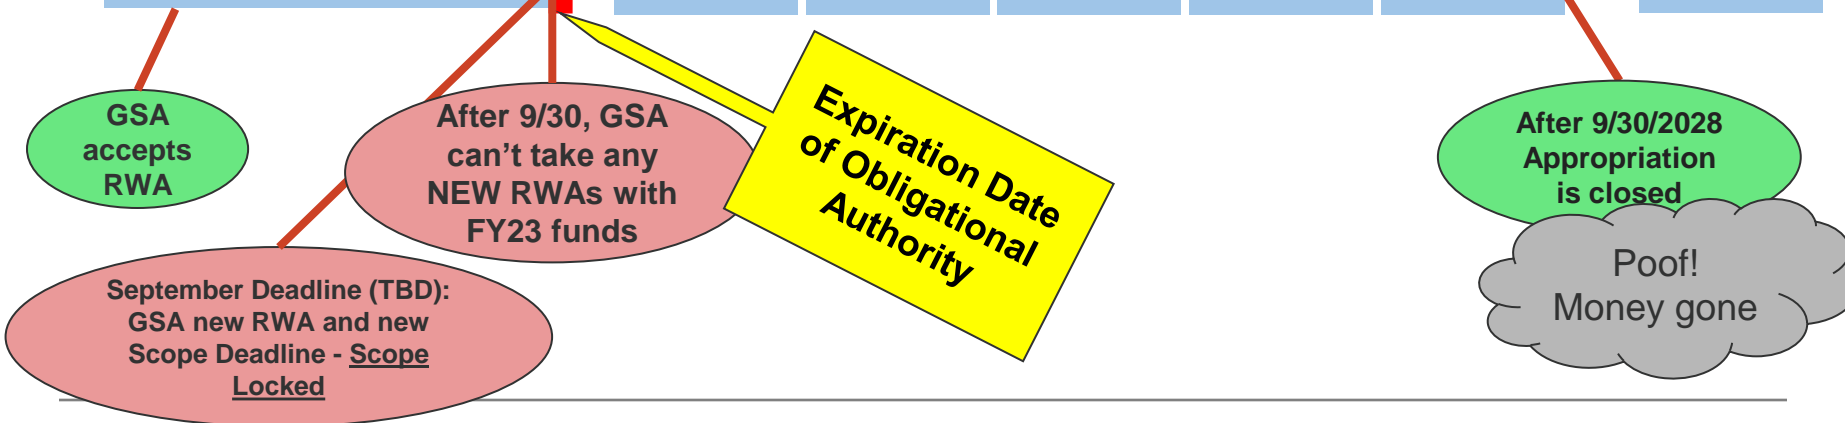 GSA
accepts
RWA
After 9/30, GSA
can’t take any
NEW RWAs with
FY23 funds
Expiration Date
of Obligational
Authority
After 9/30/2028
Appropriation
is closed
Poof!
Money gone
September Deadline (TBD):
GSA new RWA and new
Scope Deadline - Scope
Locked